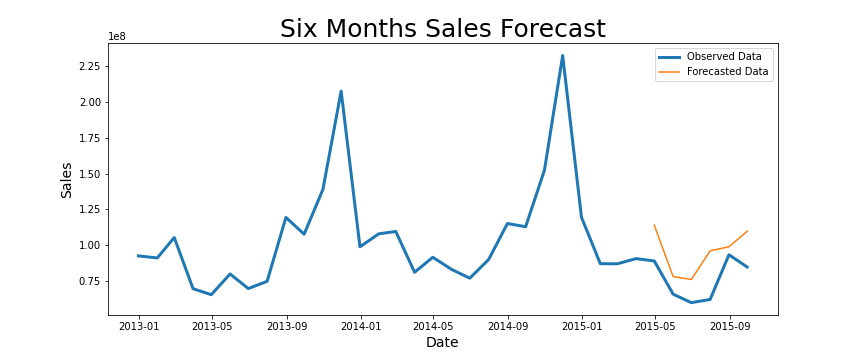 Six Months Sales Forecast
1e8
Observed Data
Forecasted Data
2.25
2.00
1.75
1.50
1.25
1.00
0.75
Sales
2013-01 2013-05 2013-09 2014-01 2014-05 2014-09 2015-01 2015-05 2015-09
Date